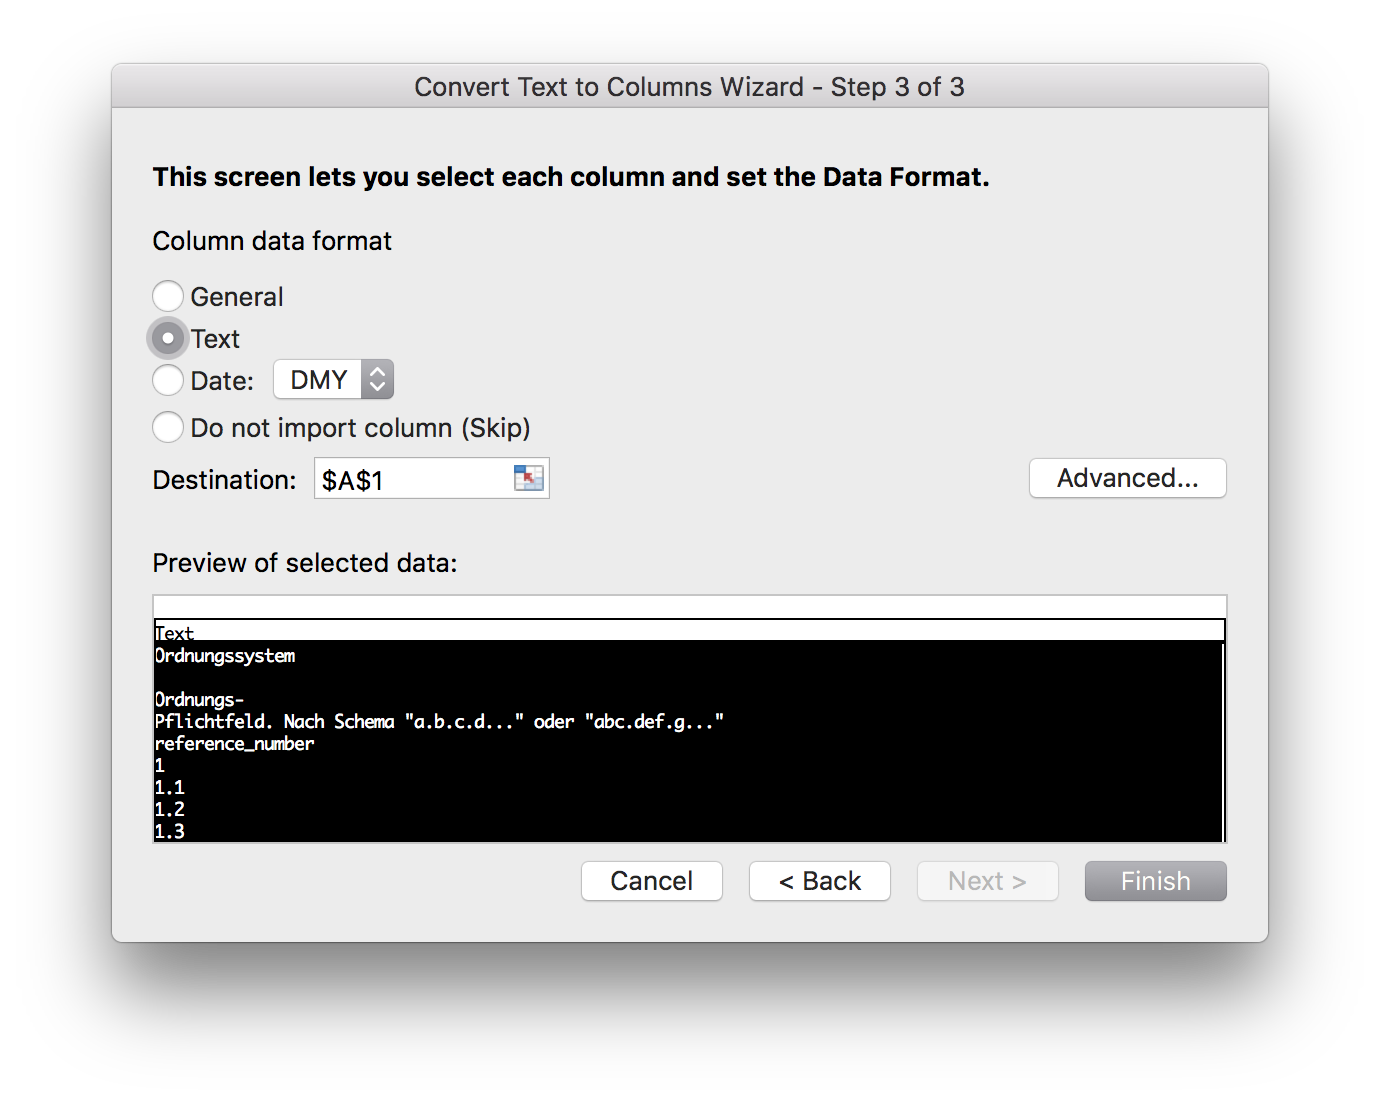 Convert Text to Columns Wizard - Step 3 of 3
This screen lets you select each column and set the Data Format.
Column data format
General
Text
Date: DMY
Do not import column (Skip)
Destination: $A$1 Advanced...
Preview of selected data:
Text
Ordnungssystem
Ordnungs-
Pflichtfeld. Nach Schema "a.b.c.d..." oder "abc.def.g..."
reference_number
1
1.1
1.2
1.3
Cancel < Back Next > Finish